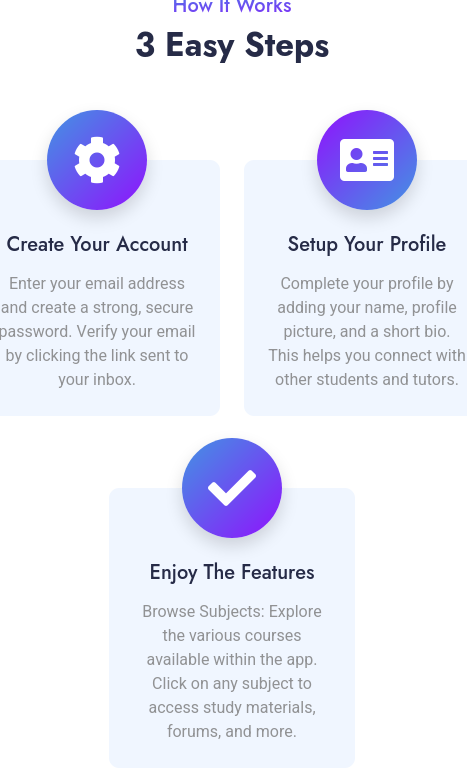 How It Works
3 Easy Steps
Create Your Account
Enter your email address
and create a strong, secure
password. Verify your email
by clicking the link sent to
your inbox.
Setup Your Profile
Complete your profile by
adding your name, profile
picture, and a short bio.
This helps you connect with
other students and tutors.
Enjoy The Features
Browse Subjects: Explore
the various courses
available within the app.
Click on any subject to
access study materials,
forums, and more.